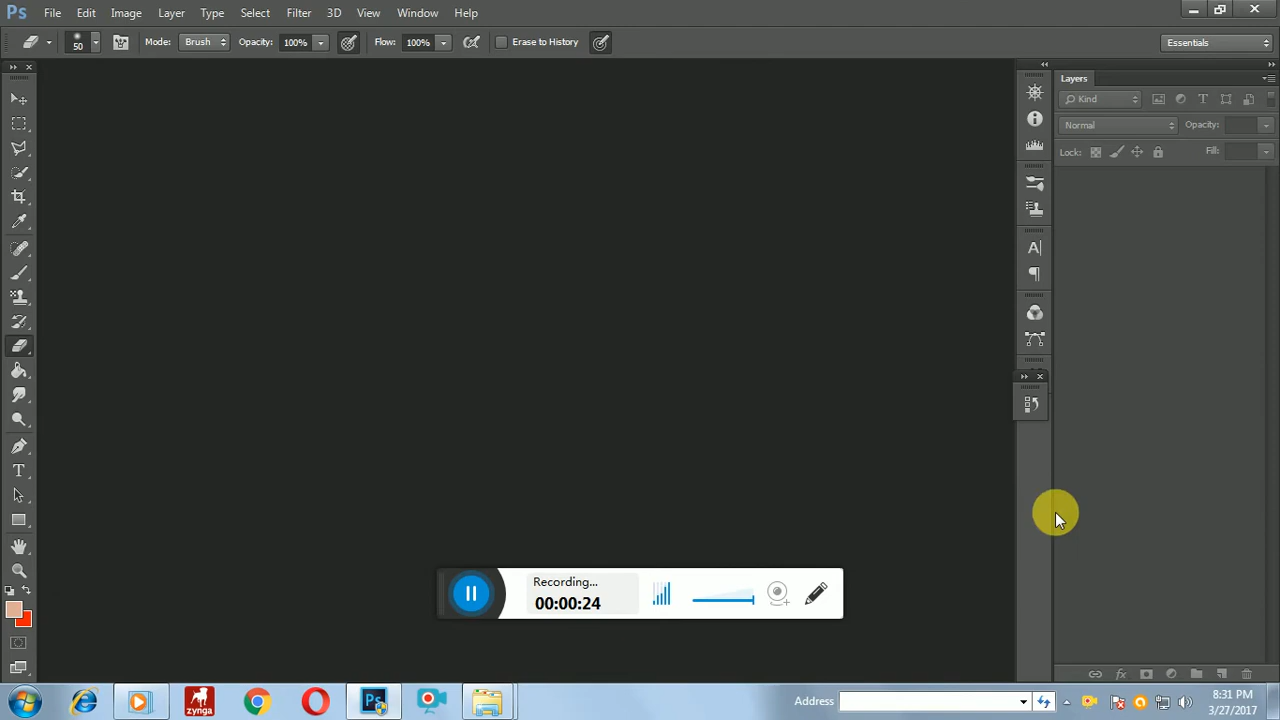 Ps File Edit Image Layer Type Select Filter 3D View Window Help
50 Mode: Brush Opacity: 100% Flow: 100% Erase to History Essentials
Layers
Kind
Normal Opacity:
Lock: Fill:
Recording...
00:00:24
zynga Ps Address 8:31 PM
3/27/2017